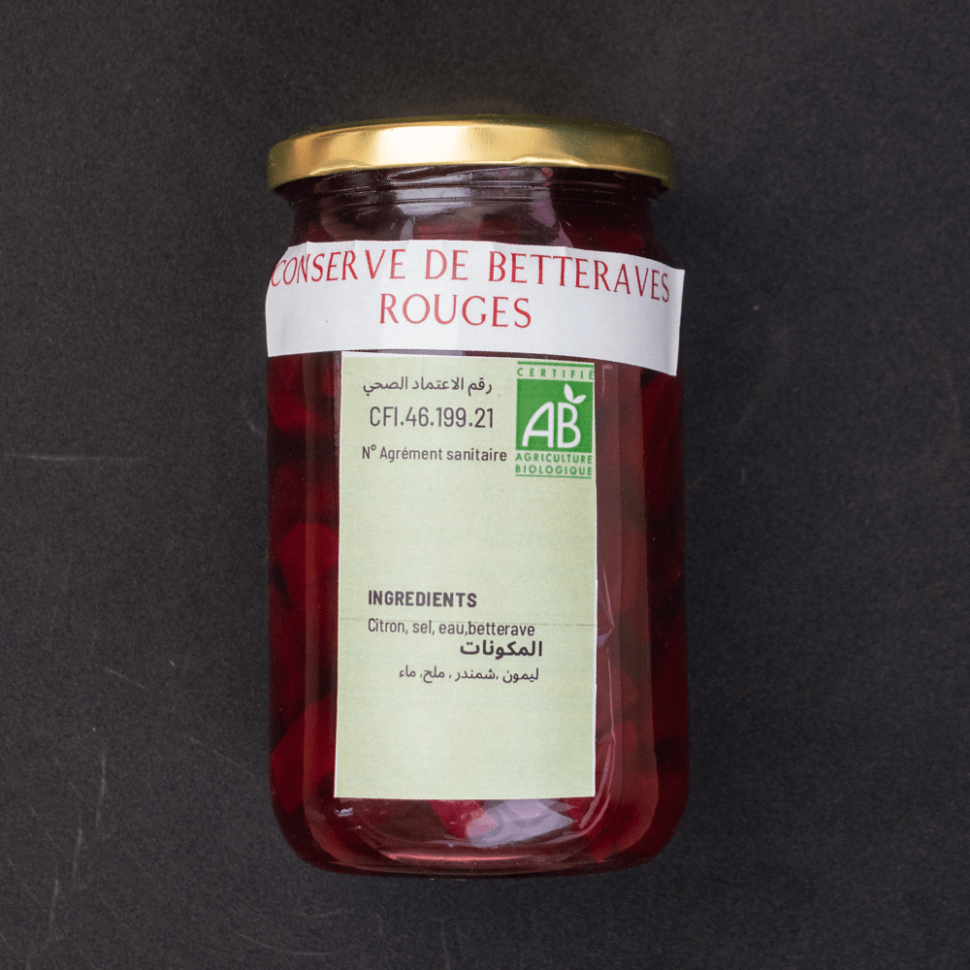 CONSERVE DE BETTERAVES
ROUGES
رقم الاعتماد الصحي
CFI.46.199.21
N° Agrément sanitaire
CERTIFIÉ
AB
AGRICULTURE
BIOLOGIQUE
INGREDIENTS
Citron, sel, eau,betterave
المكونات
ليمون ,شمندر , ملح, ماء